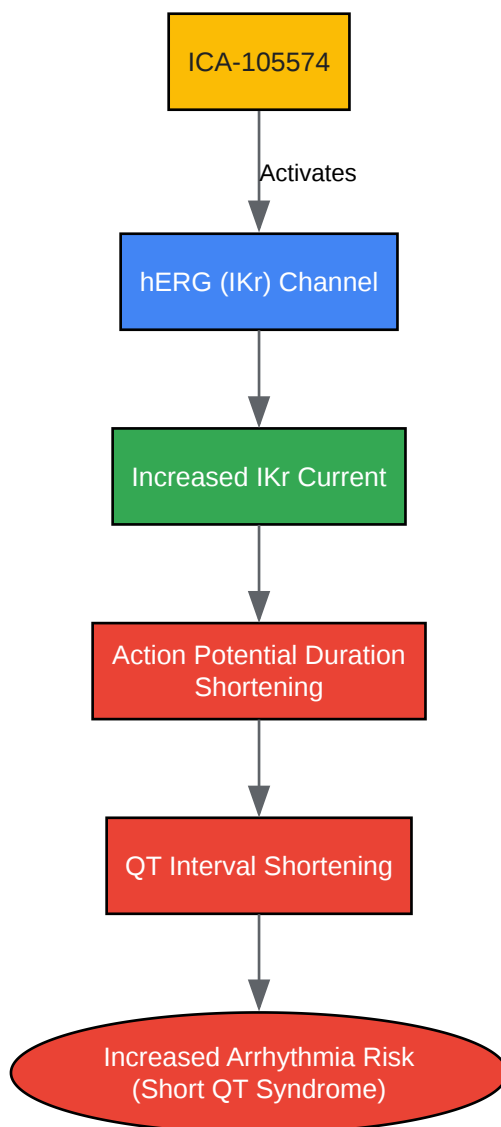 ICA-105574
Activates
hERG (IKr) Channel
Increased IKr Current
Action Potential Duration
Shortening
QT Interval Shortening
Increased Arrhythmia Risk
(Short QT Syndrome)